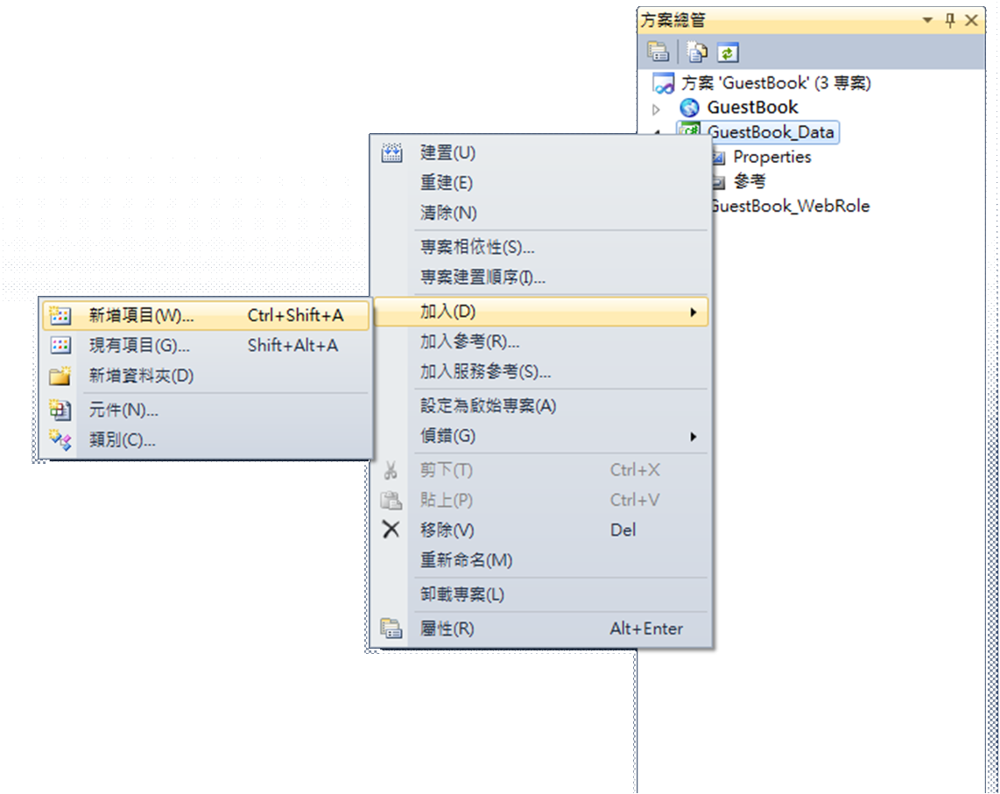 方案總管
方案 'GuestBook' (3 專案)
GuestBook
GuestBook_Data
Properties
參考
GuestBook_WebRole
建置(U)
重建(E)
清除(N)
專案相依性(S)...
專案建置順序(I)...
加入(D)
加入參考(R)...
加入服務參考(S)...
設定為啟始專案(A)
偵錯(G)
剪下(T) Ctrl+X
貼上(P) Ctrl+V
移除(V) Del
重新命名(M)
卸載專案(L)
屬性(R) Alt+Enter
新增項目(W)... Ctrl+Shift+A
現有項目(G)... Shift+Alt+A
新增資料夾(D)
元件(N)...
類別(C)...